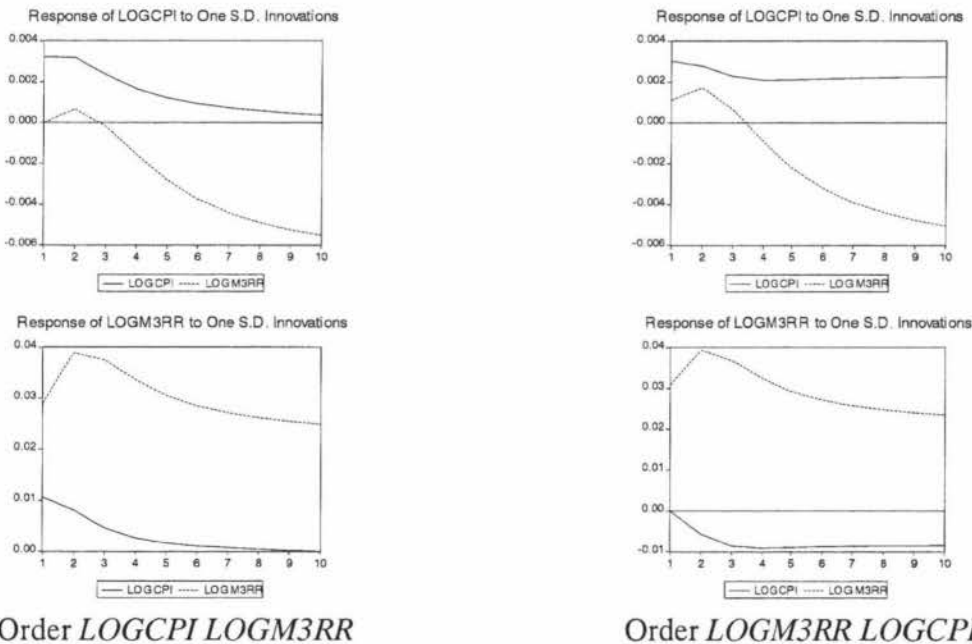 Response of LOGCPI to One S.D. Innovations
0.004
0.002
0.000
-0.002
-0.004
-0.006
1 2 3 4 5 6 7 8 9 10
LOGCPI LOGM3RR
Response of LOGM3RR to One S.D. Innovations
0.04
0.03
0.02
0.01
0.00
1 2 3 4 5 6 7 8 9 10
LOGCPI LOGM3RR
Order LOGCPI LOGM3RR
Response of LOGCPI to One S.D. Innovations
0.004
0.002
0.000
-0.002
-0.004
-0.006
1 2 3 4 5 6 7 8 9 10
LOGCPI LOGM3RR
Response of LOGM3RR to One S.D. Innovations
0.04
0.03
0.02
0.01
0.00
-0.01
1 2 3 4 5 6 7 8 9 10
LOGCPI LOGM3RR
Order LOGM3RR LOGCPI